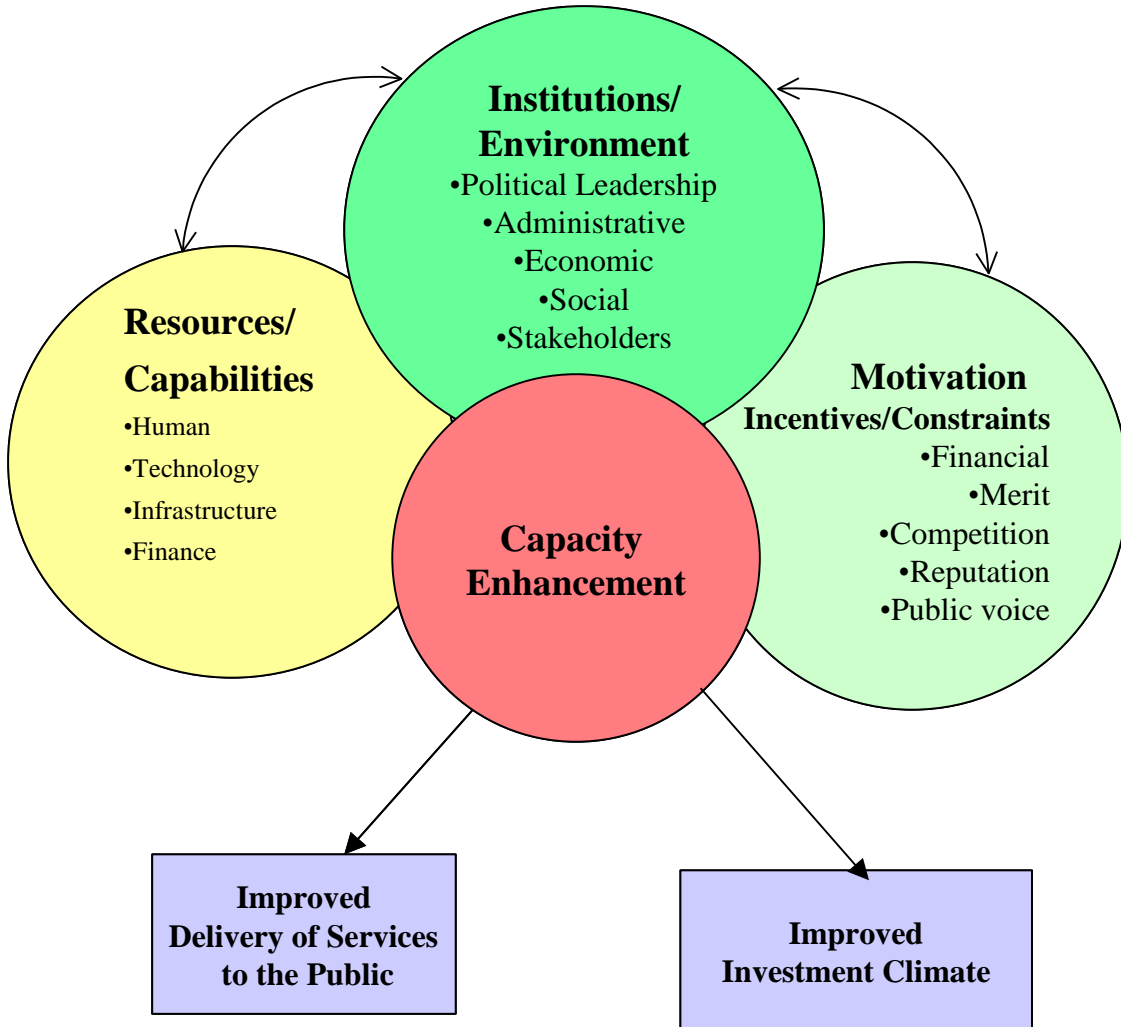 Institutions/
Environment
•Political Leadership
•Administrative
•Economic
•Social
•Stakeholders
Resources/
Capabilities
•Human
•Technology
•Infrastructure
•Finance
Motivation
Incentives/Constraints
•Financial
•Merit
•Competition
•Reputation
•Public voice
Capacity
Enhancement
Improved
Delivery of Services
to the Public
Improved
Investment Climate